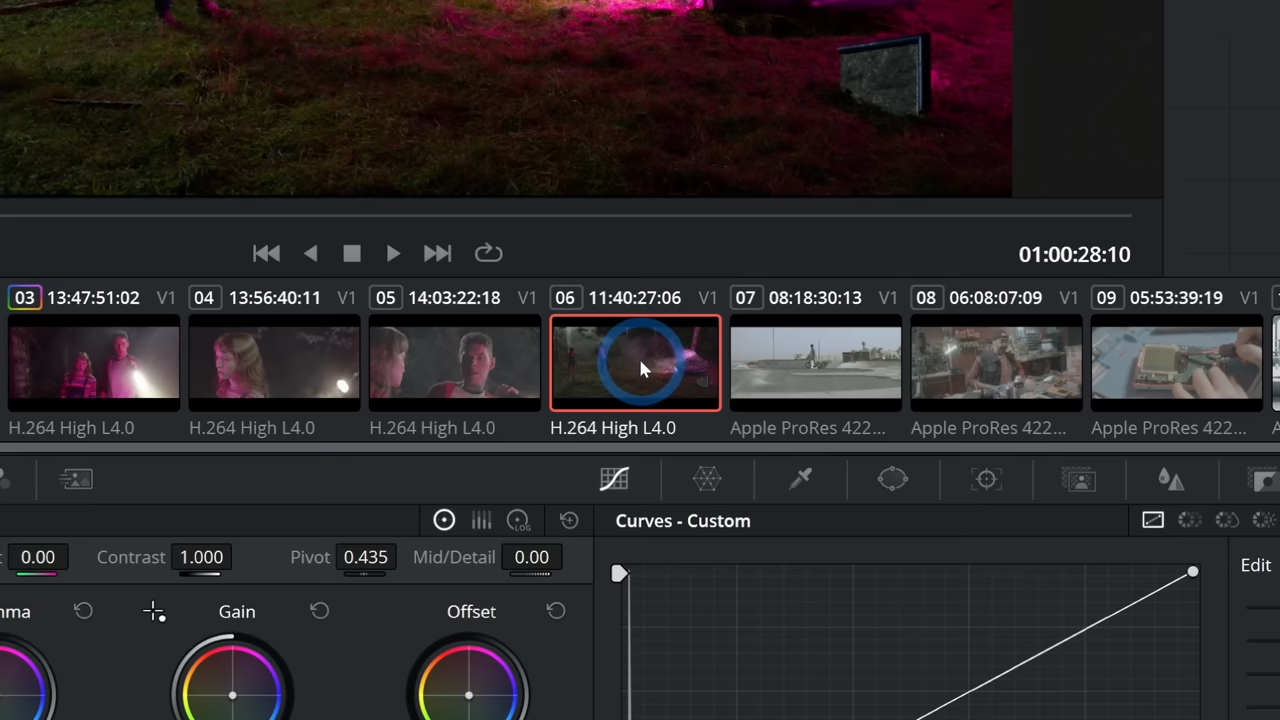 01:00:28:10
03 13:47:51:02 V1 04 13:56:40:11 V1 05 14:03:22:18 V1 06 11:40:27:06 V1 07 08:18:30:13 V1 08 06:08:07:09 V1 09 05:53:39:19 V1
H.264 High L4.0 H.264 High L4.0 H.264 High L4.0 H.264 High L4.0 Apple ProRes 422... Apple ProRes 422... Apple ProRes 422... A
LOG Curves - Custom
t 0.00 Contrast 1.000 Pivot 0.435 Mid/Detail 0.00 Edit
mma Gain Offset